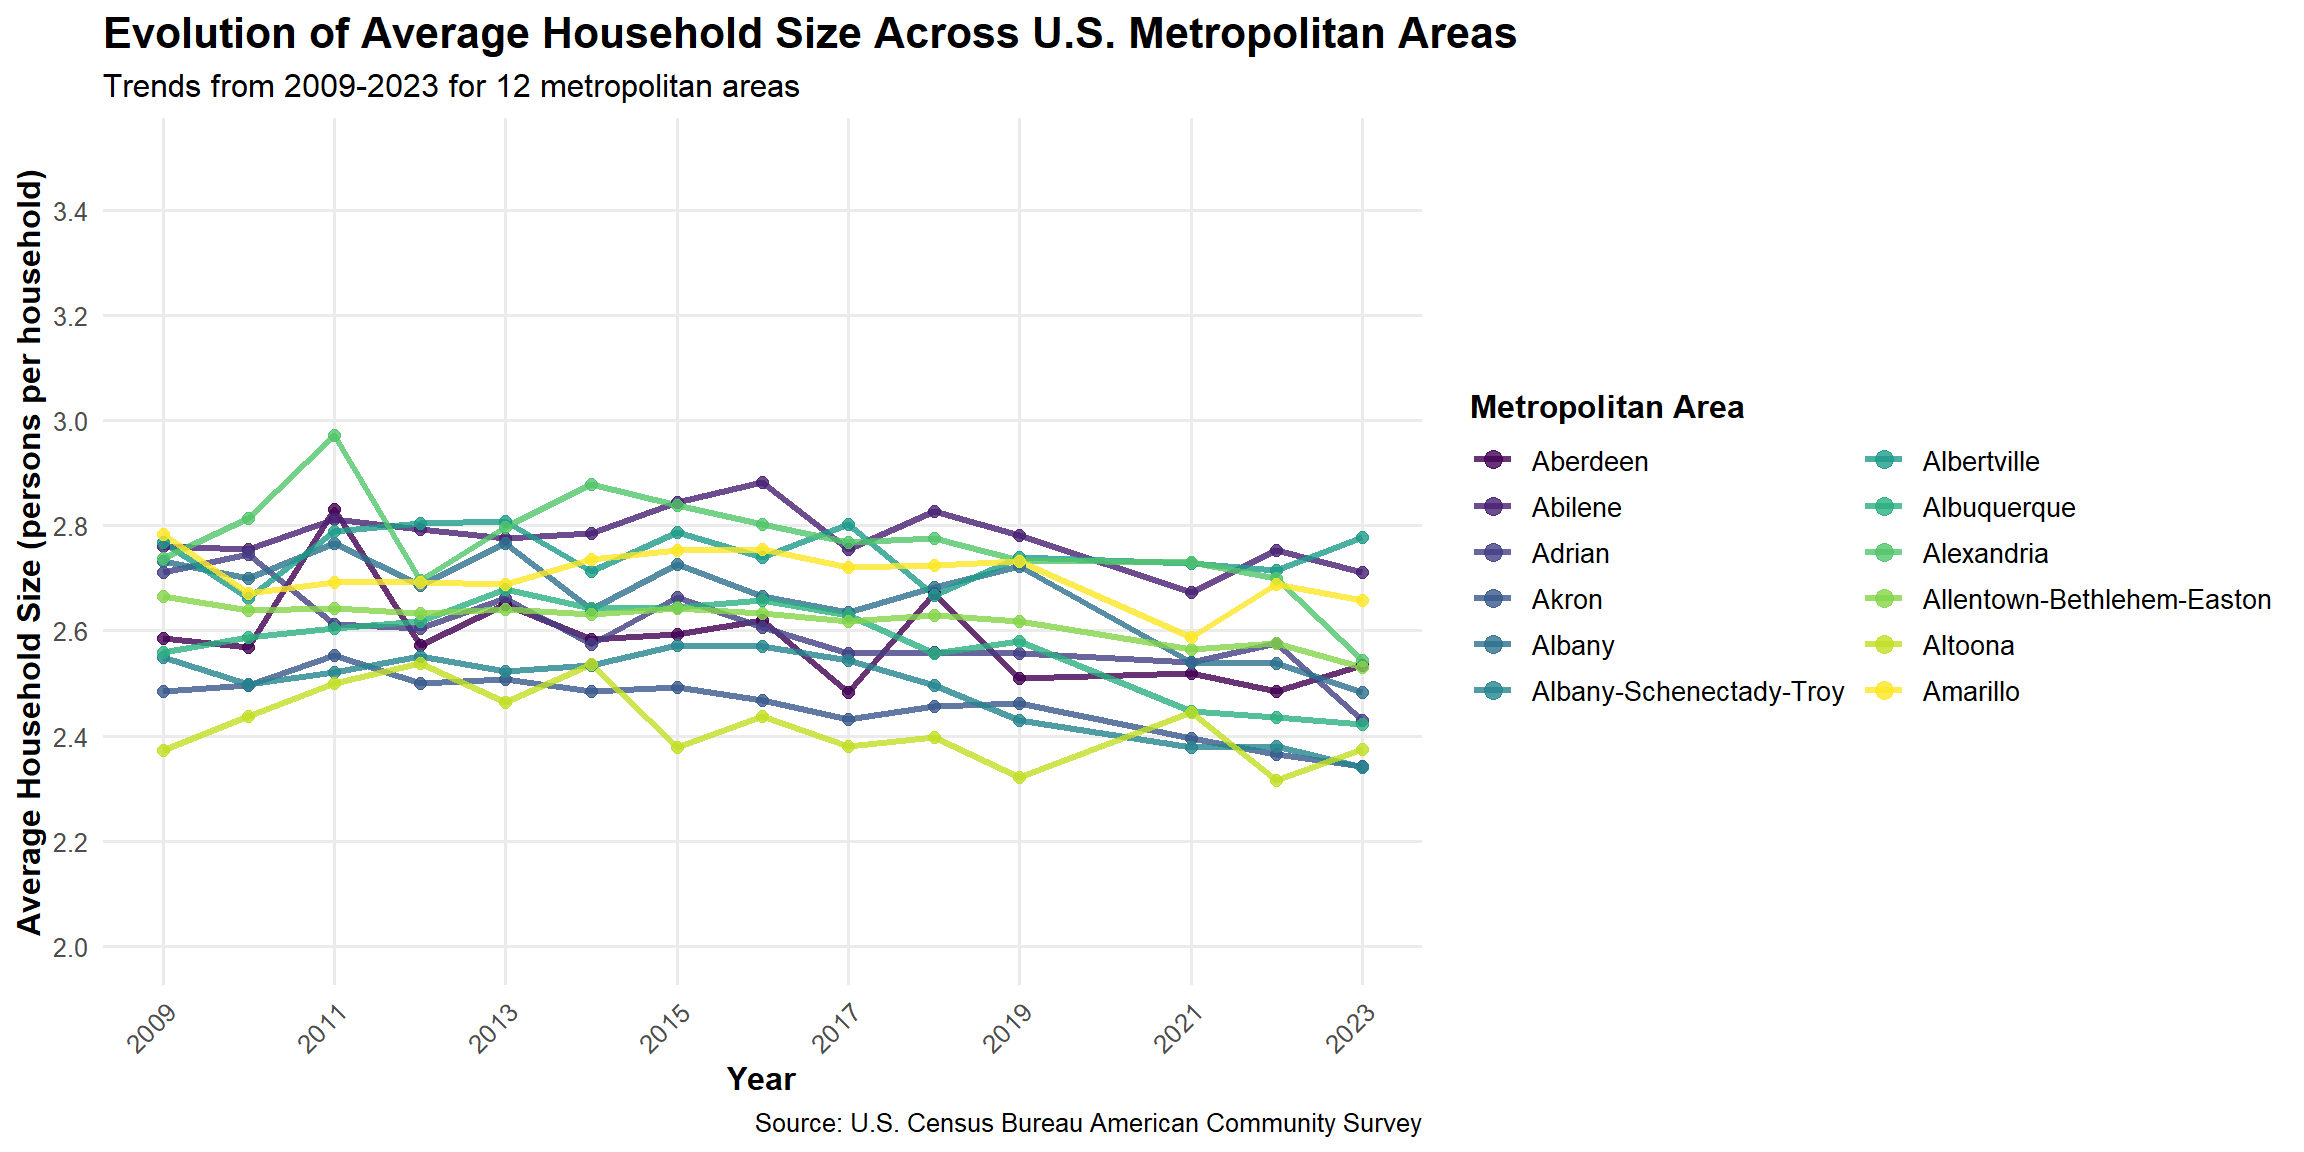 Evolution of Average Household Size Across U.S. Metropolitan Areas
Trends from 2009-2023 for 12 metropolitan areas
Average Household Size (persons per household)
3.4
3.2
3.0
2.8
2.6
2.4
2.2
2.0
2009
2011
2013
2015
2017
2019
2021
2023
Year
Metropolitan Area
Aberdeen
Abilene
Adrian
Akron
Albany
Albany-Schenectady-Troy
Albertville
Albuquerque
Alexandria
Allentown-Bethlehem-Easton
Altoona
Amarillo
Source: U.S. Census Bureau American Community Survey